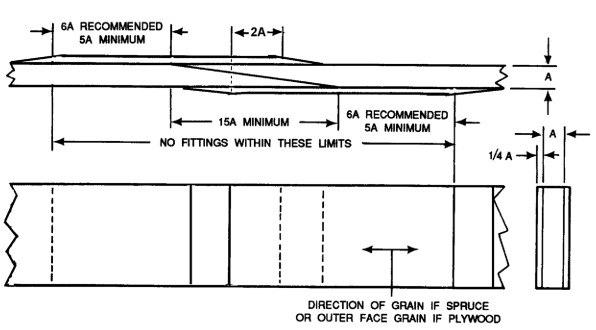 6A RECOMMENDED
5A MINIMUM
2A
A
15A MINIMUM
6A RECOMMENDED
5A MINIMUM
NO FITTINGS WITHIN THESE LIMITS
A
1/4 A
DIRECTION OF GRAIN IF SPRUCE
OR OUTER FACE GRAIN IF PLYWOOD